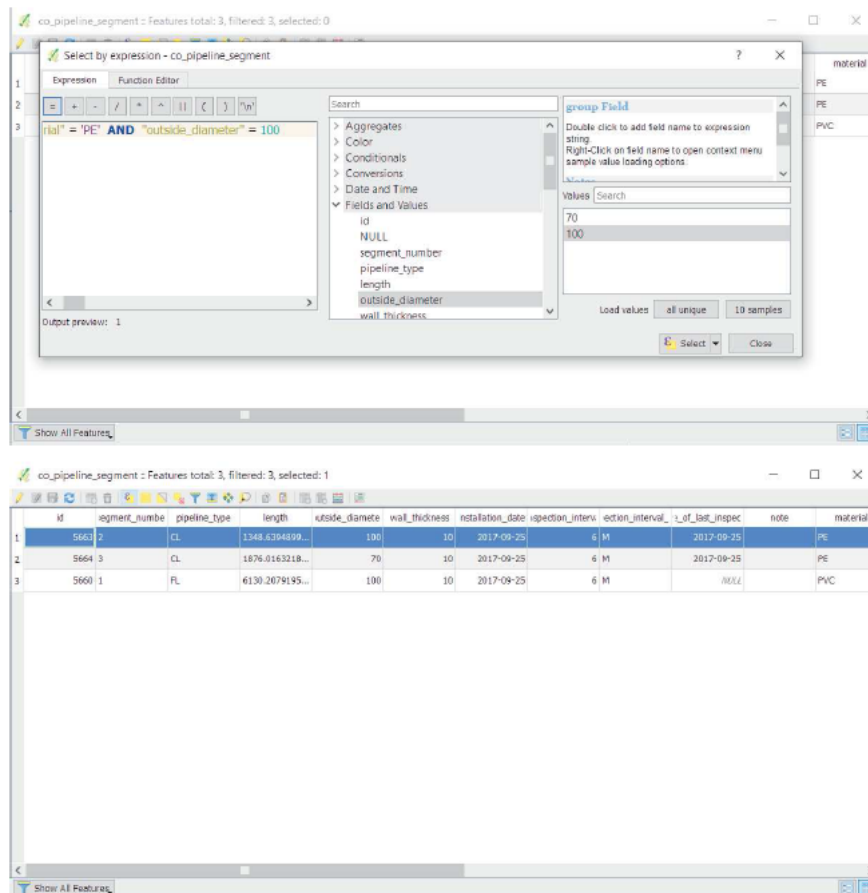 co_pipeline_segment :: Features total: 3, filtered: 3, selected: 0
Select by expression - co_pipeline_segment
? ×
Expression Function Editor
= + - / * ^ || ( ) '\n'
rial" = 'PE' AND "outside_diameter" = 100
Output preview: 1
Search
> Aggregates
> Color
> Conditionals
> Conversions
> Date and Time
Fields and Values
id
NULL
segment_number
pipeline_type
length
outside_diameter
wall_thickness
group Field
Double click to add field name to expression
string.
Right-Click on field name to open context menu
sample value loading options.
Notes
Values Search
70
100
Load values all unique 10 samples
Select Close
material
1 PE
2 PE
3 PVC
Show All Features
co_pipeline_segment :: Features total: 3, filtered: 3, selected: 1
id segment_numbe pipeline_type length utside_diamete wall_thickness nstallation_date ispection_interv ection_interval_ _of_last_inspec note material
1 5663 2 CL 1348.6394899... 100 10 2017-09-25 6 M 2017-09-25 PE
2 5664 3 CL 1876.0163218... 70 10 2017-09-25 6 M 2017-09-25 PE
3 5660 1 FL 6130.2079195... 100 10 2017-09-25 6 M NULL PVC
Show All Features